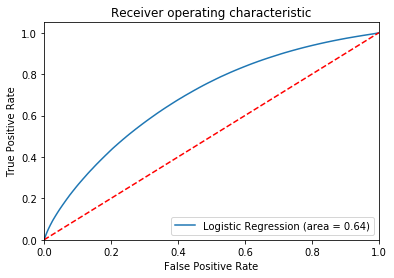 Receiver operating characteristic
1.0
0.8
0.6
0.4
0.2
0.0
True Positive Rate
Logistic Regression (area = 0.64)
0.0 0.2 0.4 0.6 0.8 1.0
False Positive Rate